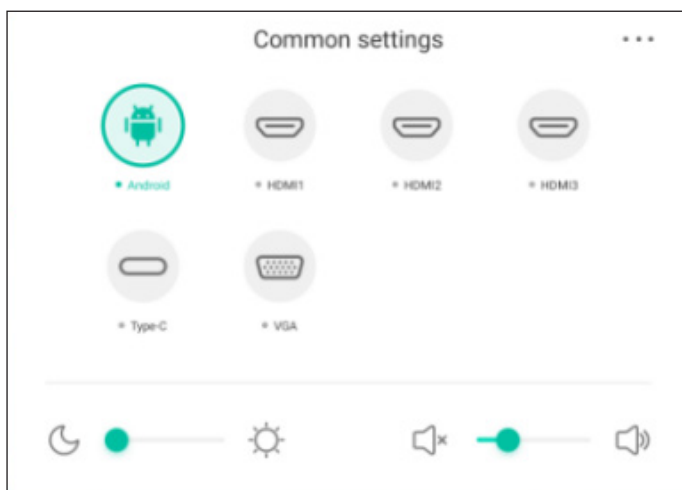 Common settings
Android
HDMI1
HDMI2
HDMI3
Type-C
VGA